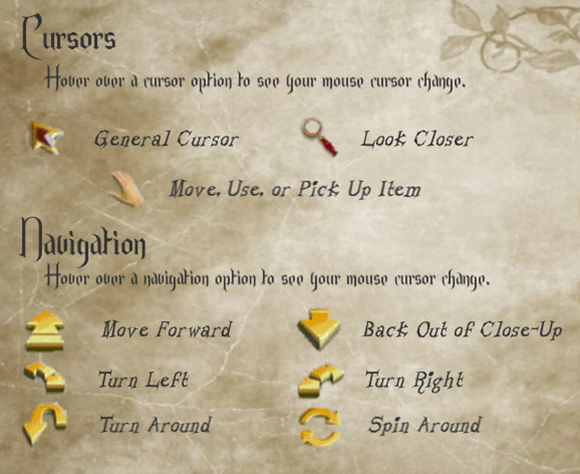 Cursors
Hover over a cursor option to see your mouse cursor change.
General Cursor
Look Closer
Move, Use, or Pick Up Item
Navigation
Hover over a navigation option to see your mouse cursor change.
Move Forward
Back Out of Close-Up
Turn Left
Turn Right
Turn Around
Spin Around